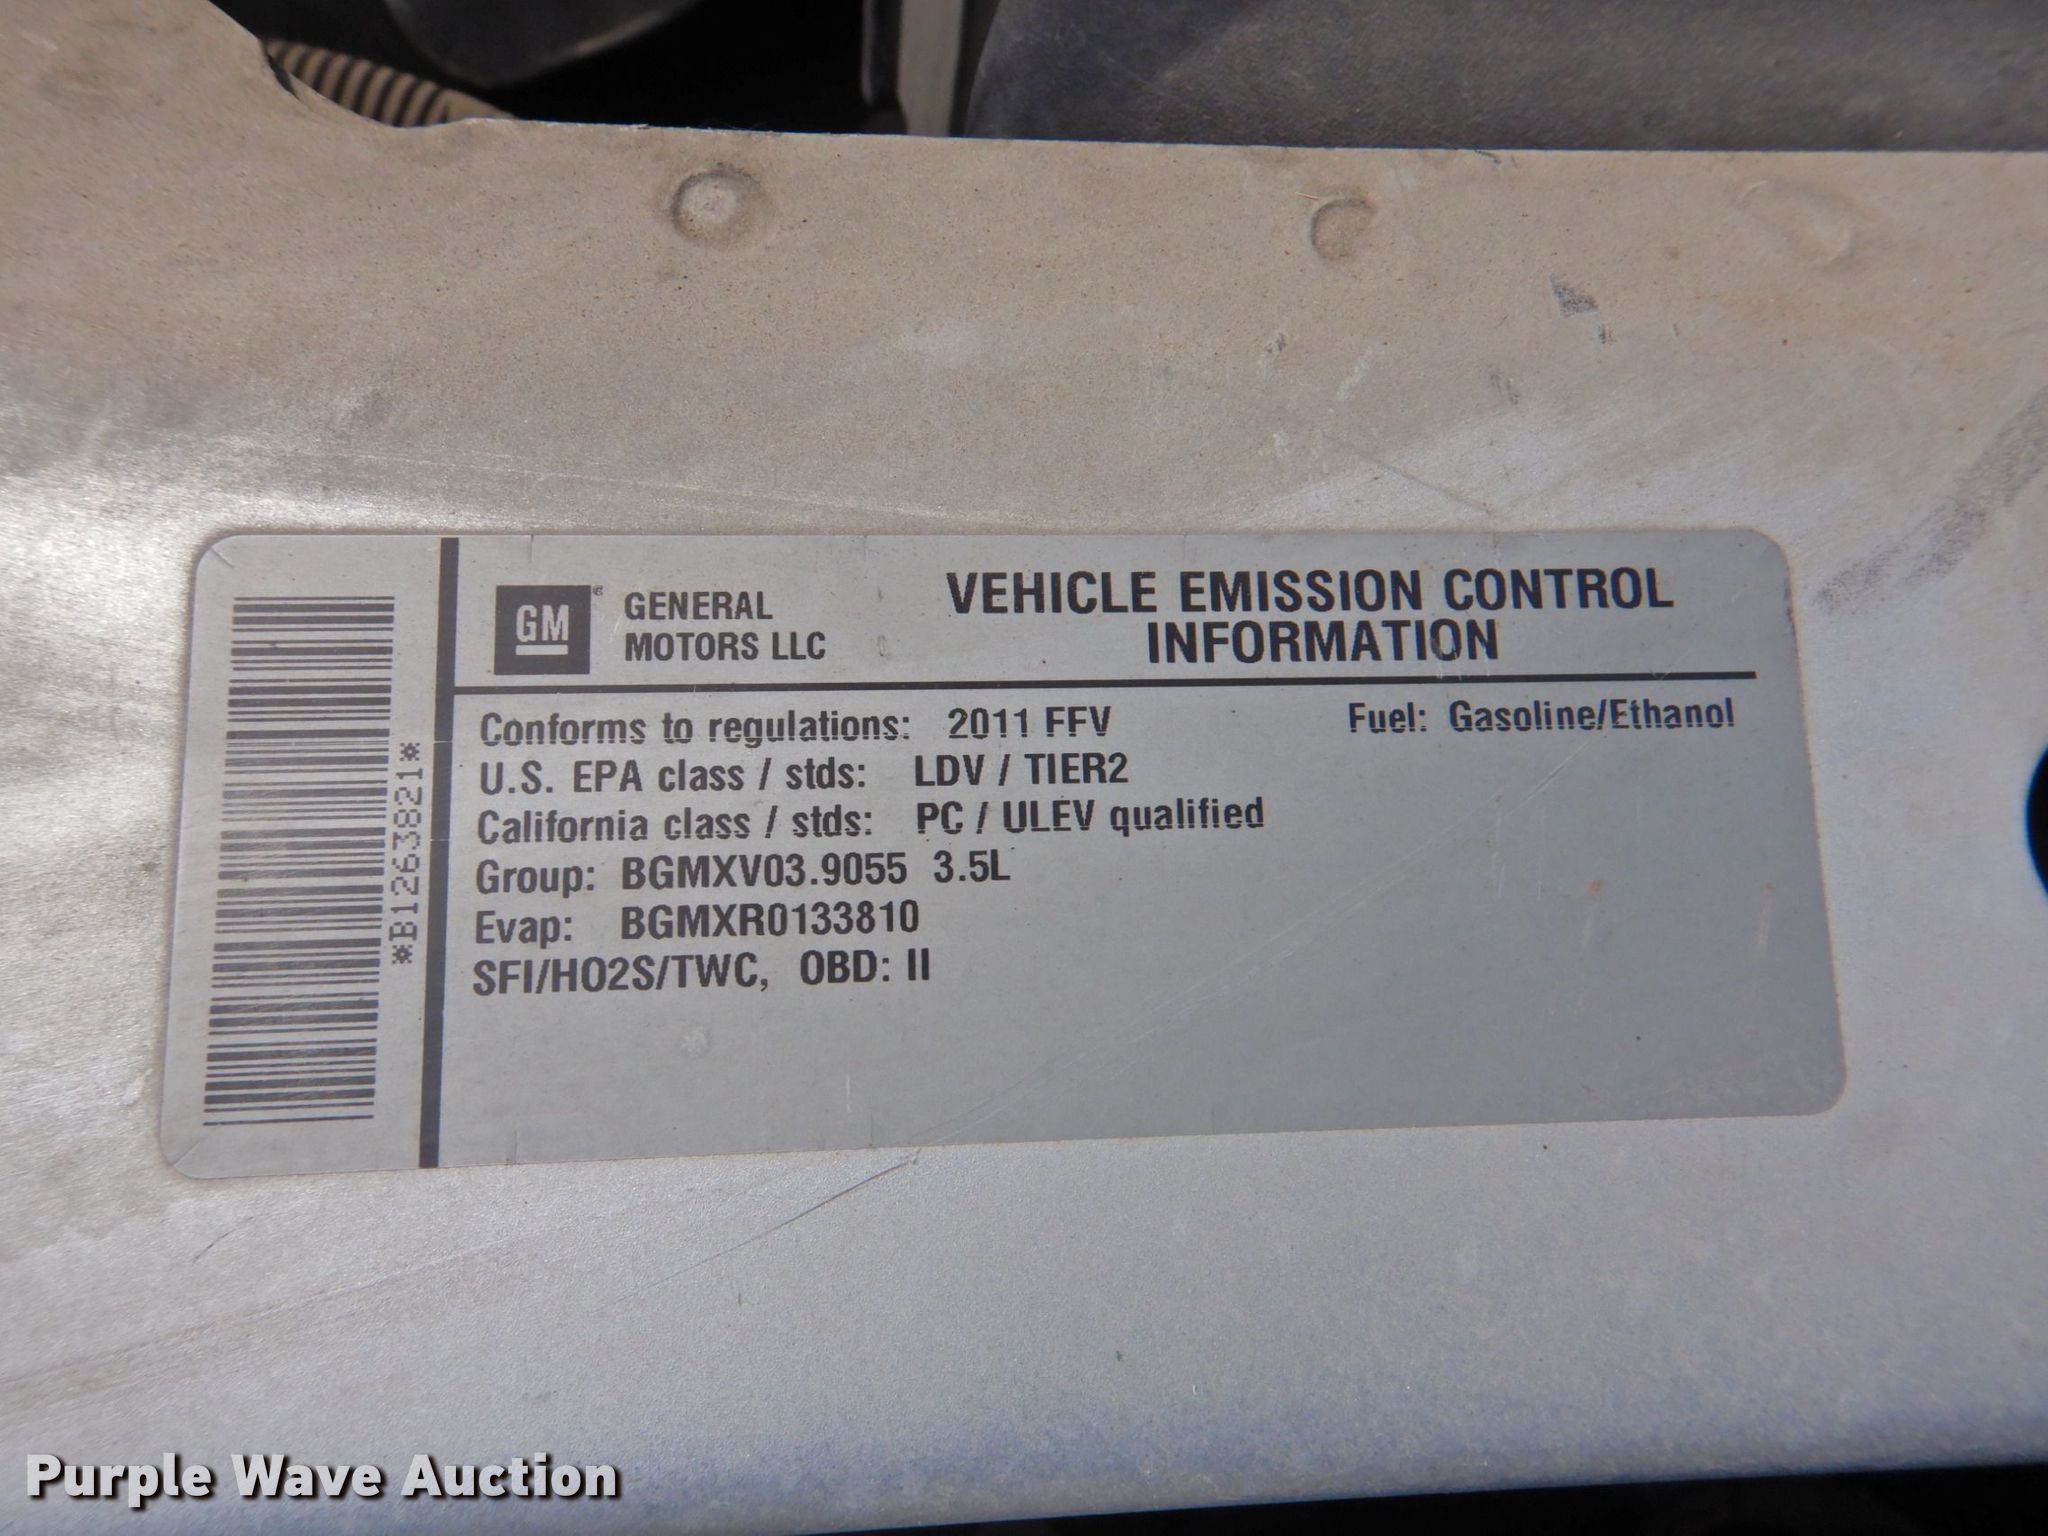 GM
GENERAL
MOTORS LLC
VEHICLE EMISSION CONTROL
INFORMATION
Conforms to regulations: 2011 FFV
Fuel: Gasoline/Ethanol
U.S. EPA class / stds: LDV / TIER2
California class / stds: PC / ULEV qualified
Group: BGMXV03.9055 3.5L
Evap: BGMXR0133810
SFI/HO2S/TWC, OBD: II
*B1263821*
Purple Wave Auction